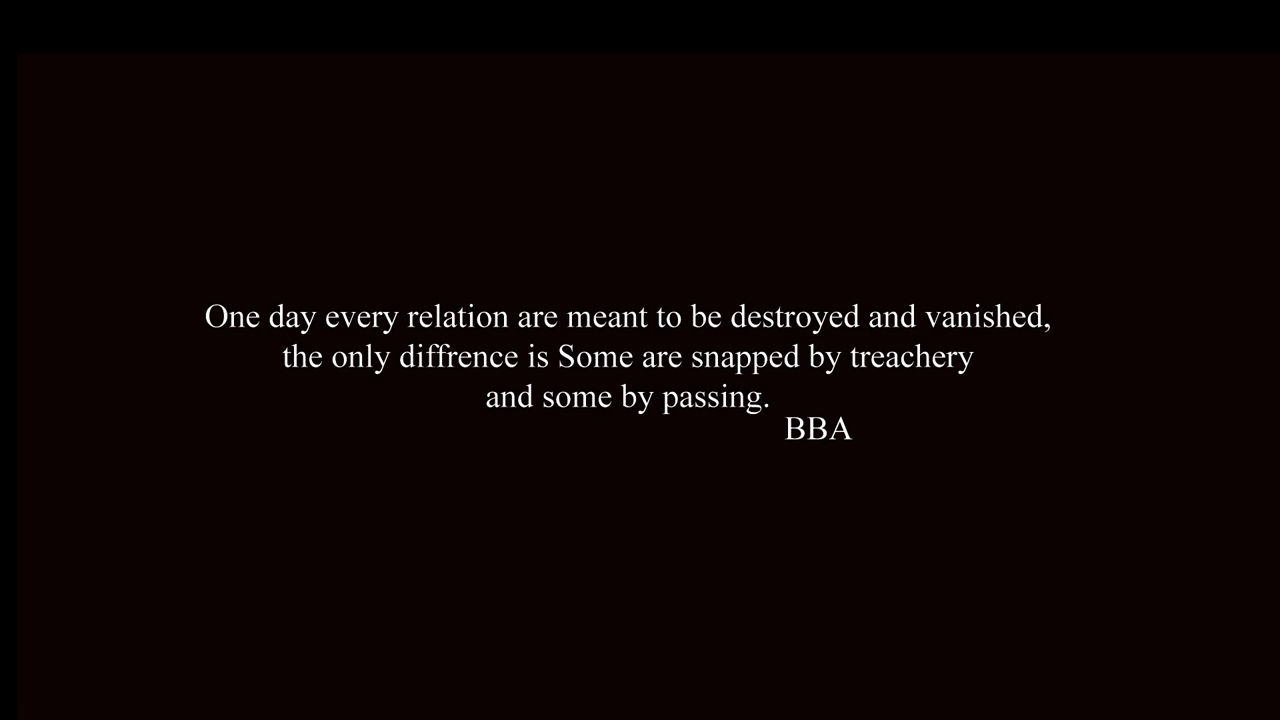 One day every relation are meant to be destroyed and vanished,
the only diffrence is Some are snapped by treachery
and some by passing.
BBA